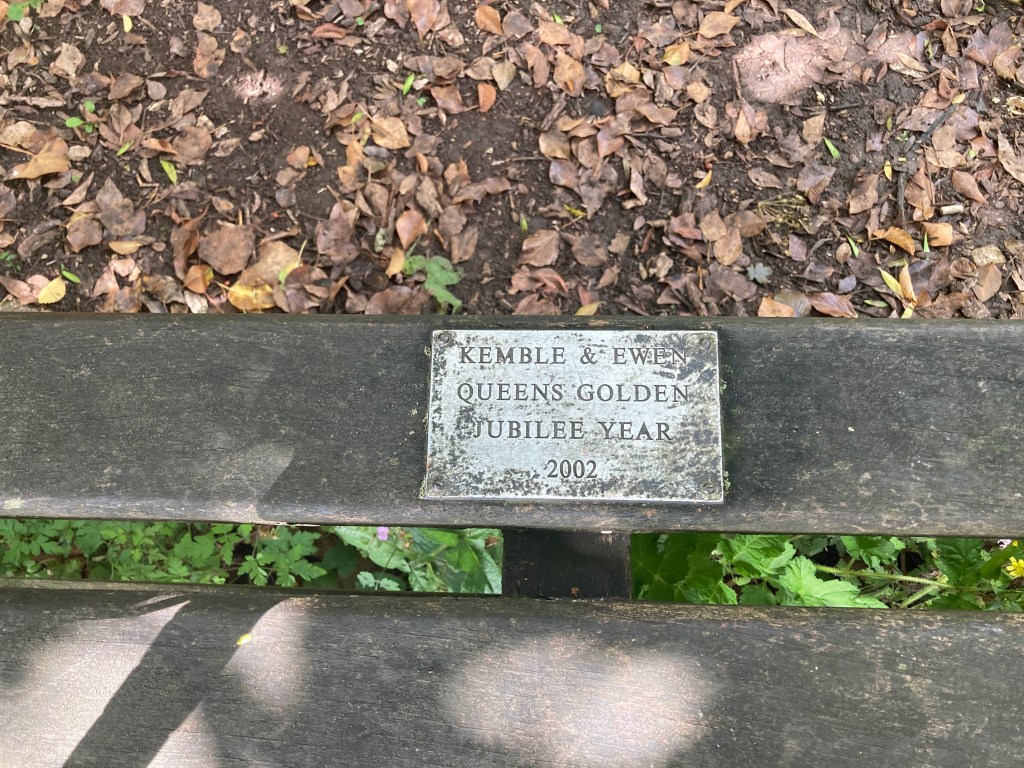 KEMBLE & EWEN
QUEENS GOLDEN
JUBILEE YEAR
2002